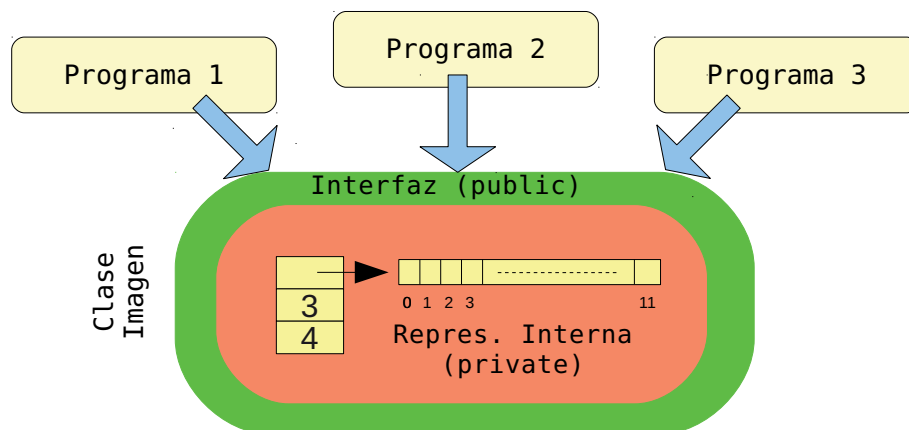 Programa 1
Programa 2
Programa 3
Interfaz (public)
Clase
Imagen
3
4
0 1 2 3 11
Repres. Interna
(private)